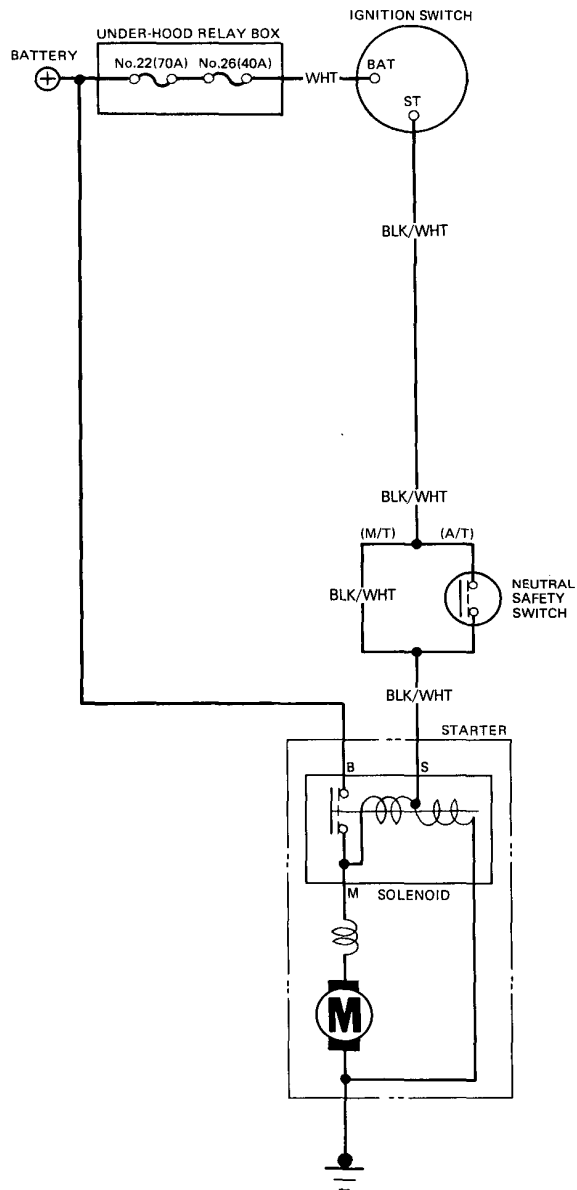 IGNITION SWITCH
UNDER-HOOD RELAY BOX
BATTERY
No.22(70A) No.26(40A)
WHT
BAT
ST
BLK/WHT
BLK/WHT
(M/T) (A/T)
BLK/WHT
NEUTRAL
SAFETY
SWITCH
BLK/WHT
STARTER
B S
M SOLENOID
M